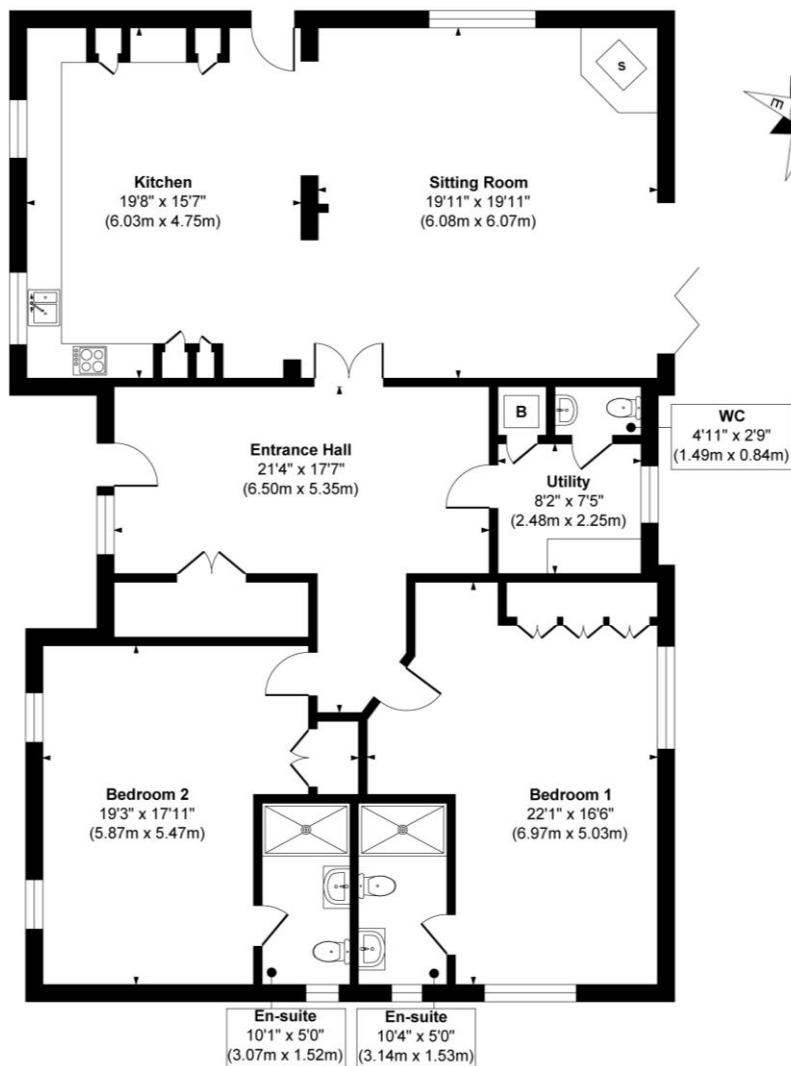 S
E
Kitchen
19'8" x 15'7"
(6.03m x 4.75m)
Sitting Room
19'11" x 19'11"
(6.08m x 6.07m)
Entrance Hall
21'4" x 17'7"
(6.50m x 5.35m)
B
WC
4'11" x 2'9"
(1.49m x 0.84m)
Utility
8'2" x 7'5"
(2.48m x 2.25m)
Bedroom 2
19'3" x 17'11"
(5.87m x 5.47m)
Bedroom 1
22'1" x 16'6"
(6.97m x 5.03m)
En-suite
10'1" x 5'0"
(3.07m x 1.52m)
En-suite
10'4" x 5'0"
(3.14m x 1.53m)